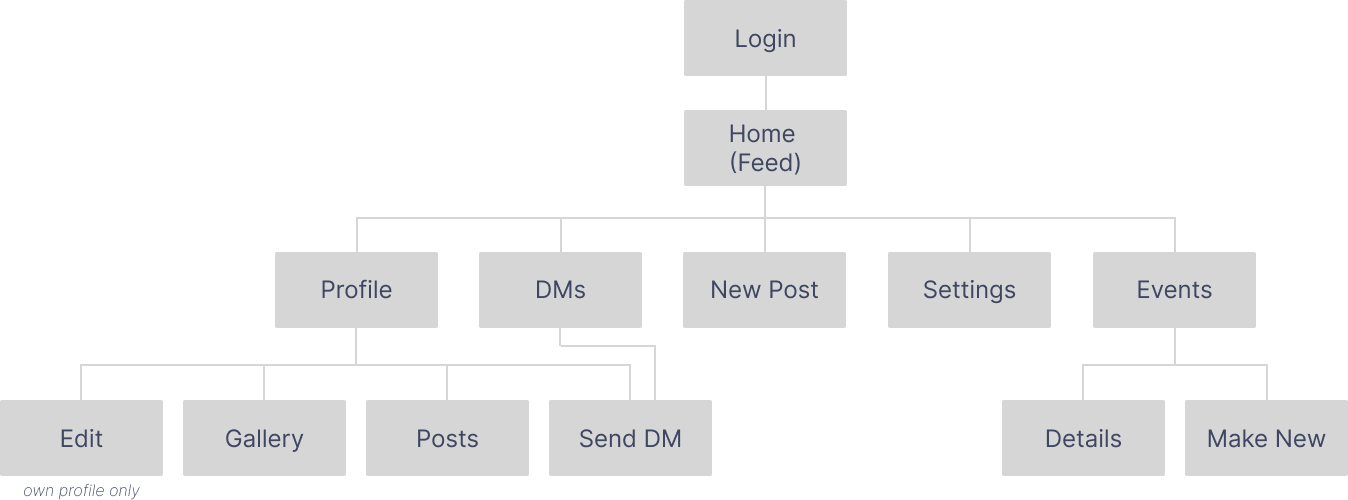 Login
Home
(Feed)
Profile
DMs
New Post
Settings
Events
Edit
Gallery
Posts
Send DM
Details
Make New
own profile only